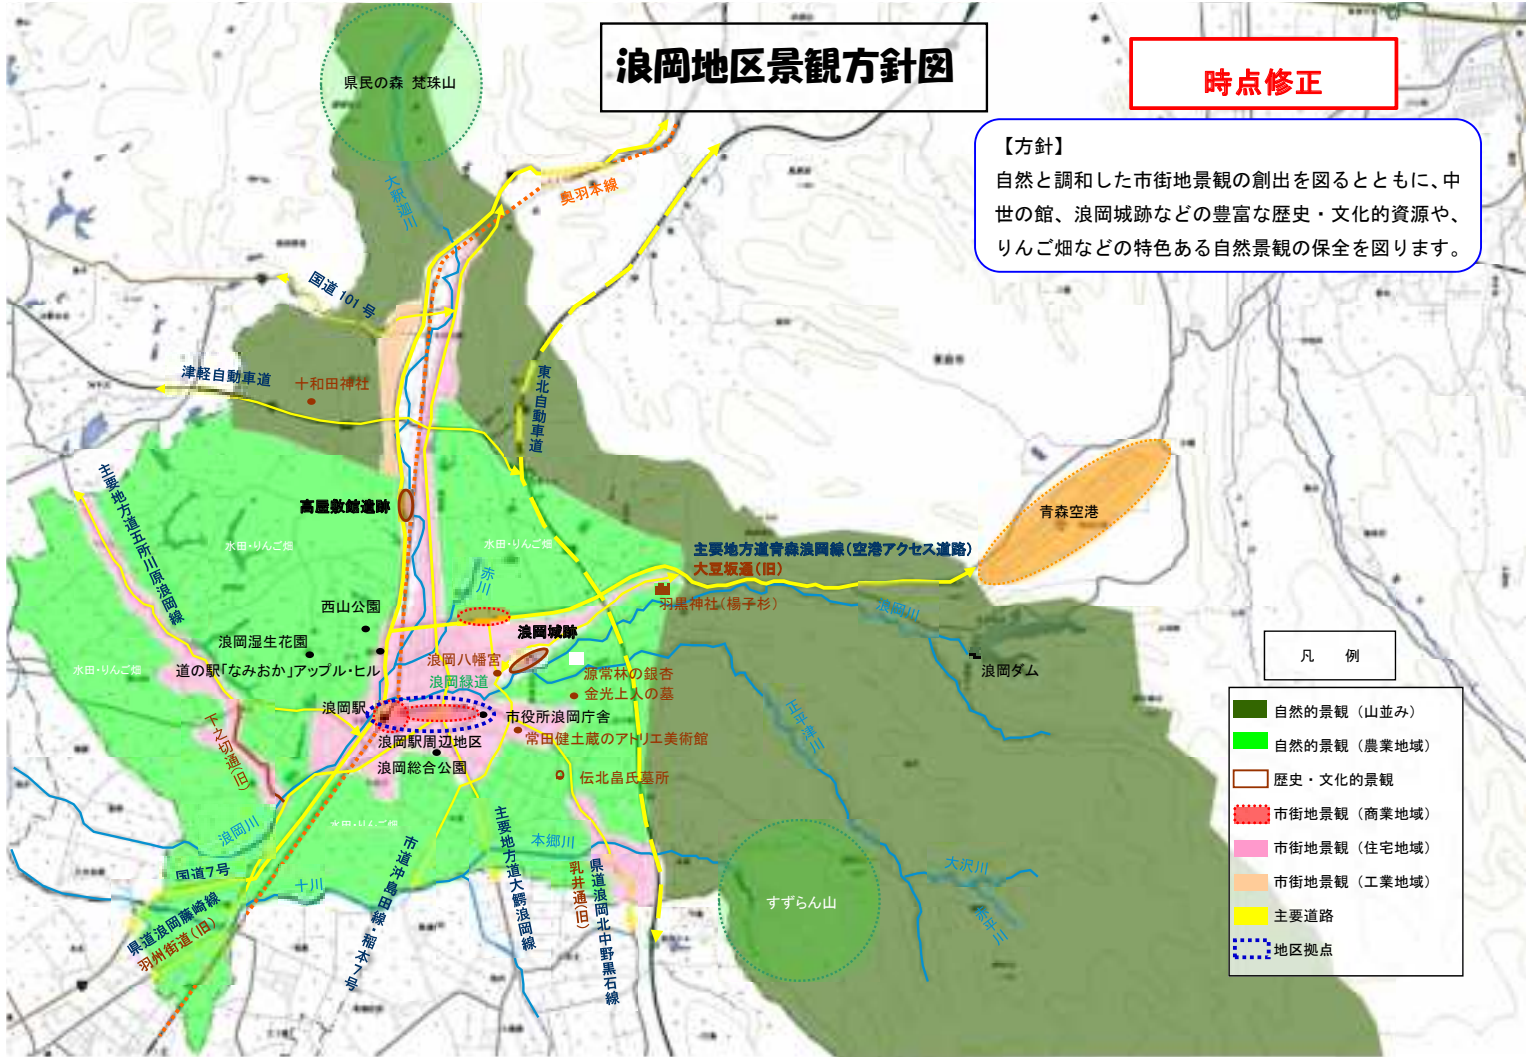 浪岡地区景観方針図
時点修正
【方針】
自然と調和した市街地景観の創出を図るとともに、中
世の館、浪岡城跡などの豊富な歴史・文化的資源や、
りんご畑などの特色ある自然景観の保全を図ります。
県民の森 梵珠山
大釈迦川
奥羽本線
国道101号
津軽自動車道
十和田神社
東北自動車道
主要地方道五所川原浪岡線
高屋敷館遺跡
水田・りんご畑
水田・りんご畑
青森空港
主要地方道青森浪岡線(空港アクセス道路)
大豆坂通(旧)
赤川
羽黒神社(楊子杉)
浪岡川
西山公園
浪岡城跡
浪岡湿生花園
道の駅「なみおか」アップル・ヒル
浪岡八幡宮
浪岡緑道
源常林の銀杏
金光上人の墓
浪岡ダム
水田・りんご畑
浪岡駅
市役所浪岡庁舎
正平津川
下之切通(旧)
浪岡駅周辺地区
常田健土蔵のアトリエ美術館
浪岡総合公園
伝北畠氏墓所
浪岡川
水田・りんご畑
本郷川
国道7号
十川
市道沖島田線・稲本7号
主要地方道大鰐浪岡線
乳井通(旧)
県道浪岡北中野黒石線
県道浪岡藤崎線
羽州街道(旧)
すずらん山
大沢川
凡 例
自然的景観（山並み）
自然的景観（農業地域）
歴史・文化的景観
市街地景観（商業地域）
市街地景観（住宅地域）
市街地景観（工業地域）
主要道路
地区拠点